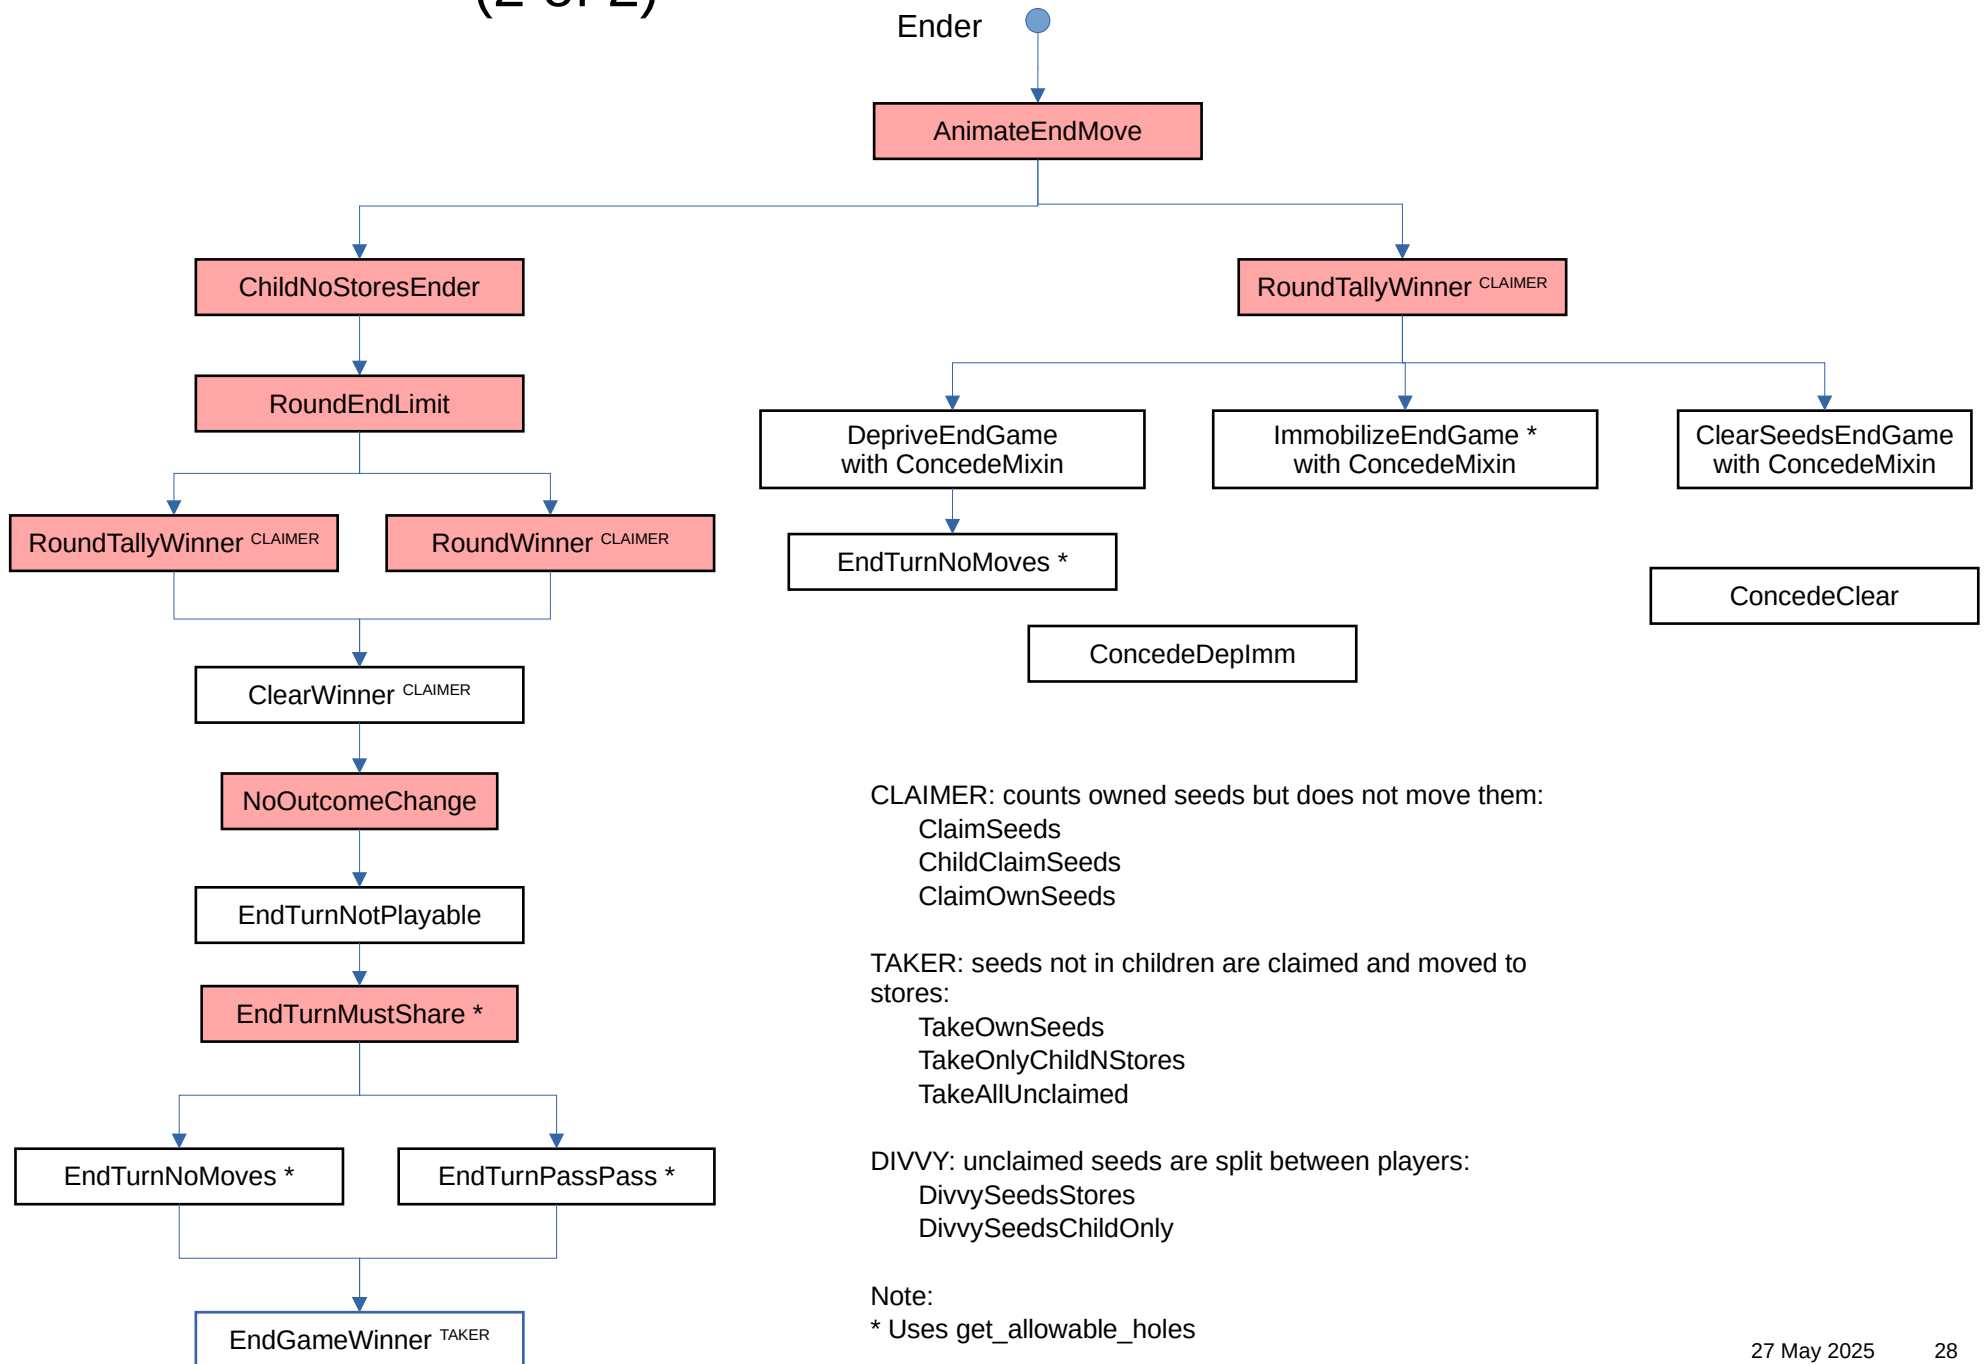 (2 of 2)
Ender
AnimateEndMove
ChildNoStoresEnder
RoundTallyWinner CLAIMER
RoundEndLimit
DepriveEndGame
with ConcedeMixin
ImmobilizeEndGame *
with ConcedeMixin
ClearSeedsEndGame
with ConcedeMixin
RoundTallyWinner CLAIMER
RoundWinner CLAIMER
EndTurnNoMoves *
ConcedeClear
ConcedeDepImm
ClearWinner CLAIMER
NoOutcomeChange
EndTurnNotPlayable
EndTurnMustShare *
EndTurnNoMoves *
EndTurnPassPass *
EndGameWinner TAKER
CLAIMER: counts owned seeds but does not move them:
ClaimSeeds
ChildClaimSeeds
ClaimOwnSeeds
TAKER: seeds not in children are claimed and moved to
stores:
TakeOwnSeeds
TakeOnlyChildNStores
TakeAllUnclaimed
DIVVY: unclaimed seeds are split between players:
DivvySeedsStores
DivvySeedsChildOnly
Note:
* Uses get_allowable_holes
27 May 2025 28